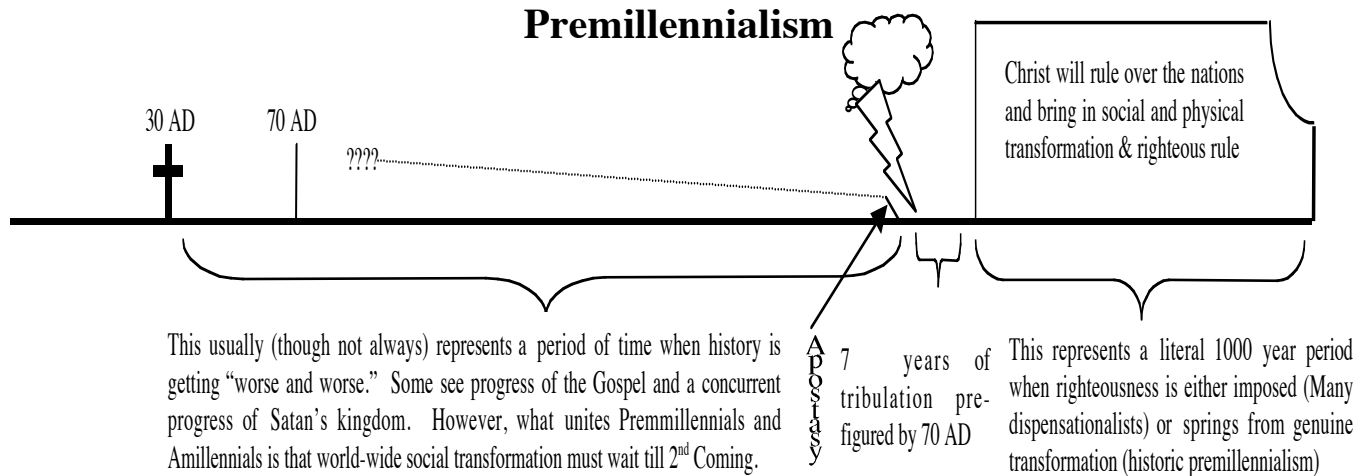 Premillennialism
Christ will rule over the nations
and bring in social and physical
transformation & righteous rule
30 AD
70 AD
????
This usually (though not always) represents a period of time when history is
getting “worse and worse.” Some see progress of the Gospel and a concurrent
progress of Satan’s kingdom. However, what unites Premmillennials and
Amillennials is that world-wide social transformation must wait till 2nd Coming.
Apostasy
7 years of
tribulation pre-
figured by 70 AD
This represents a literal 1000 year period
when righteousness is either imposed (Many
dispensationalists) or springs from genuine
transformation (historic premillennialism)